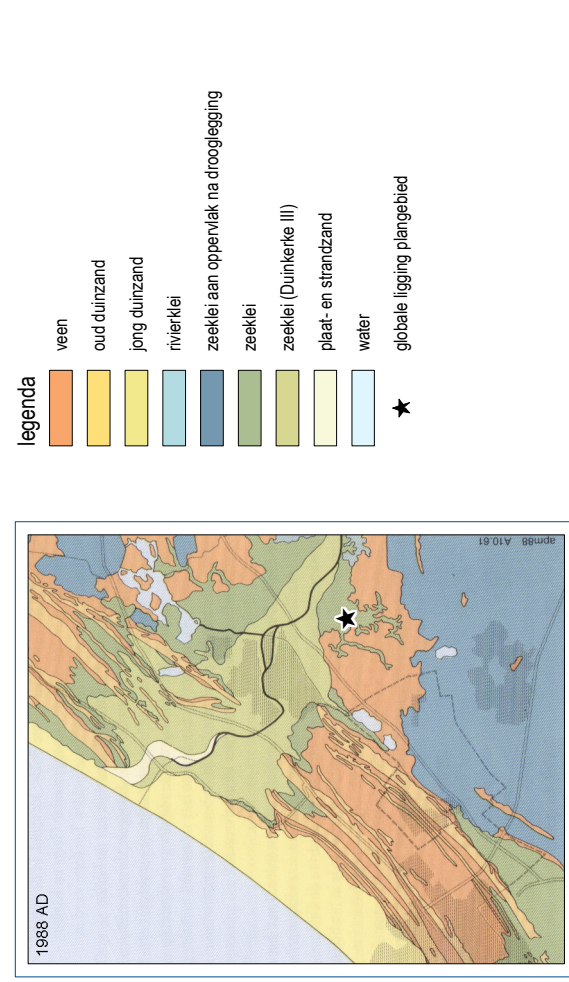 1988 AD
apm88 A10.61
legenda
veen
oud duinzand
jong duinzand
rivierklei
zeeklei aan oppervlak na drooglegging
zeeklei
zeeklei (Duinkerke III)
plaat- en strandzand
water
globale ligging plangebied